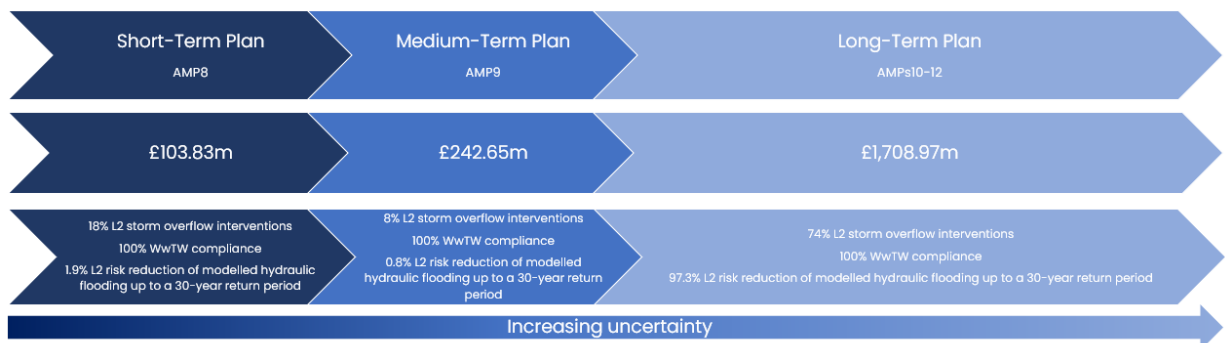 Short-Term Plan
AMP8
Medium-Term Plan
AMP9
Long-Term Plan
AMPs10-12
£103.83m
£242.65m
£1,708.97m
18% L2 storm overflow interventions
100% WwTW compliance
1.9% L2 risk reduction of modelled hydraulic
flooding up to a 30-year return period
8% L2 storm overflow interventions
100% WwTW compliance
0.8% L2 risk reduction of modelled
hydraulic flooding up to a 30-year return
period
74% L2 storm overflow interventions
100% WwTW compliance
97.3% L2 risk reduction of modelled hydraulic flooding up to a 30-year return period
Increasing uncertainty